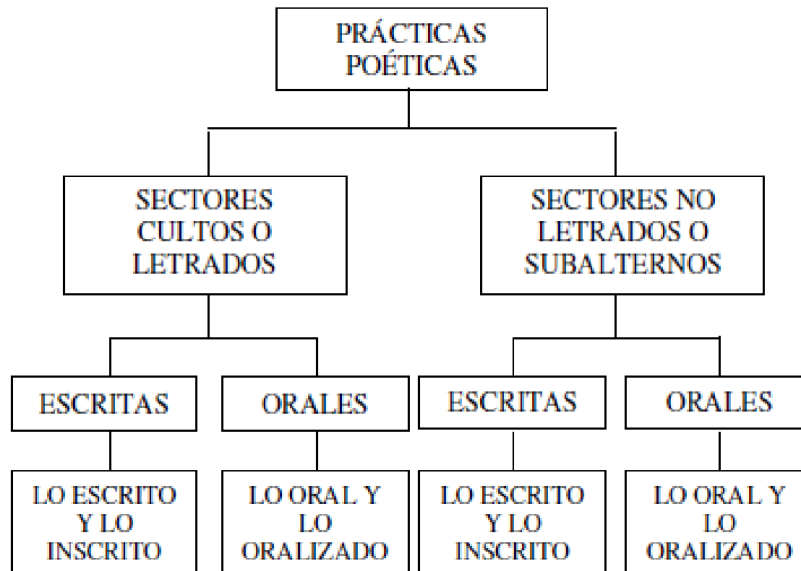 PRÁCTICAS
POÉTICAS
SECTORES
CULTOS O
LETRADOS
SECTORES NO
LETRADOS O
SUBALTERNOS
ESCRITAS
ORALES
ESCRITAS
ORALES
LO ESCRITO
Y LO
INSCRITO
LO ORAL Y
LO
ORALIZADO
LO ESCRITO
Y LO
INSCRITO
LO ORAL Y
LO
ORALIZADO